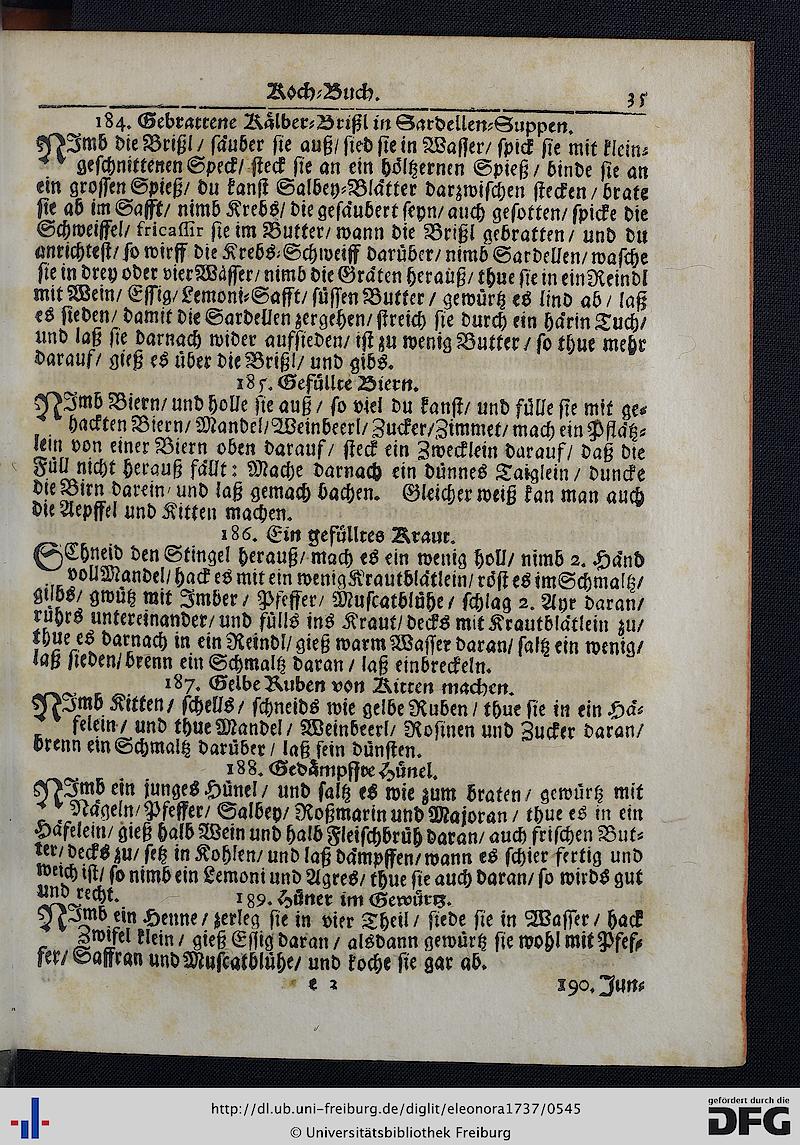 Koch-Buch. 35
184. Gebrattene Kälber-Brißl in Sardellen-Suppen.
NImb die Brißl/ säuber sie auß/ sied sie in Wasser/ spick sie mit klein-
geschnittenen Speck/ steck sie an ein höltzernen Spieß/ binde sie an
ein grossen Spieß/ du kanst Salbey-Blätter darzwischen stecken/ brate
sie ab im Safft/ nimb Krebs/ die gesäubert seyn/ auch gesotten/ spicke die
Schweiffel/ fricassir sie im Butter/ wann die Brißl gebratten/ und du
anrichtest/ so wirff die Krebs-Schweiff darüber/ nimb Sardellen/ wasche
sie in drey oder vier Wässer/ nimb die Gräten herauß/ thue sie in ein Reindl
mit Wein/ Essig/ Lemoni-Safft/ süssen Butter/ gewürtz es lind ab/ laß
es sieden/ damit die Sardellen zergehen/ streich sie durch ein härin Tuch/
und laß sie darnach wider aufsieden/ ist zu wenig Butter/ so thue mehr
darauf/ gieß es über die Brißl/ und gibs.
185. Gefüllte Biern.
NImb Biern/ und holle sie auß/ so viel du kanst/ und fülle sie mit ge-
hackten Biern/ Mandel/ Weinbeerl/ Zucker/ Zimmet/ mach ein Pflätz-
lein von einer Biern oben darauf/ steck ein Zwecklein darauf/ daß die
Füll nicht herauß fällt: Mache darnach ein dünnes Taiglein/ duncke
die Birn darein/ und laß gemach bachen. Gleicher weiß kan man auch
die Aepffel und Kitten machen.
186. Ein gefülltes Kraut.
SChneid den Stingel herauß/ mach es ein wenig holl/ nimb 2. Händ
voll Mandel/ hack es mit ein wenig Krautblätlein/ röst es im Schmaltz/
gilbs/ gwütz mit Imber/ Pfeffer/ Muscatblühe/ schlag 2. Ayr daran/
rührs untereinander/ und fülls ins Kraut/ decks mit Krautblätlein zu/
thue es darnach in ein Reindl/ gieß warm Wasser daran/ saltz ein wenig/
laß sieden/ brenn ein Schmaltz daran/ laß einbreckeln.
187. Gelbe Ruben von Kitten machen.
NImb Kitten/ schells/ schneids wie gelbe Ruben/ thue sie in ein Hä-
felein/ und thue Mandel/ Weinbeerl/ Rosinen und Zucker daran/
brenn ein Schmaltz darüber/ laß fein dünsten.
188. Gedämpffte Hünel.
NImb ein junges Hünel/ und saltz es wie zum braten/ gewürtz mit
Nägeln/ Pfeffer/ Salbey/ Roßmarin und Majoran/ thue es in ein
Häfelein/ gieß halb Wein und halb Fleischbrüh daran/ auch frischen But-
ter/ decks zu/ setz in Kohlen/ und laß dämpffen/ wann es schier fertig und
weich ist/ so nimb ein Lemoni und Agres/ thue sie auch daran/ so wirds gut
und recht.
189. Hüner im Gewürtz.
NImb ein Henne/ zerleg sie in vier Theil/ siede sie in Wasser/ hack
Zwifel klein/ gieß Essig daran/ alsdann gewürtz sie wohl mit Pfef-
fer/ Saffran und Muscatblühe/ und koche sie gar ab.
e 2 190. Jun-
http://dl.ub.uni-freiburg.de/diglit/eleonora1737/0545
© Universitätsbibliothek Freiburg
gefördert durch die
DFG